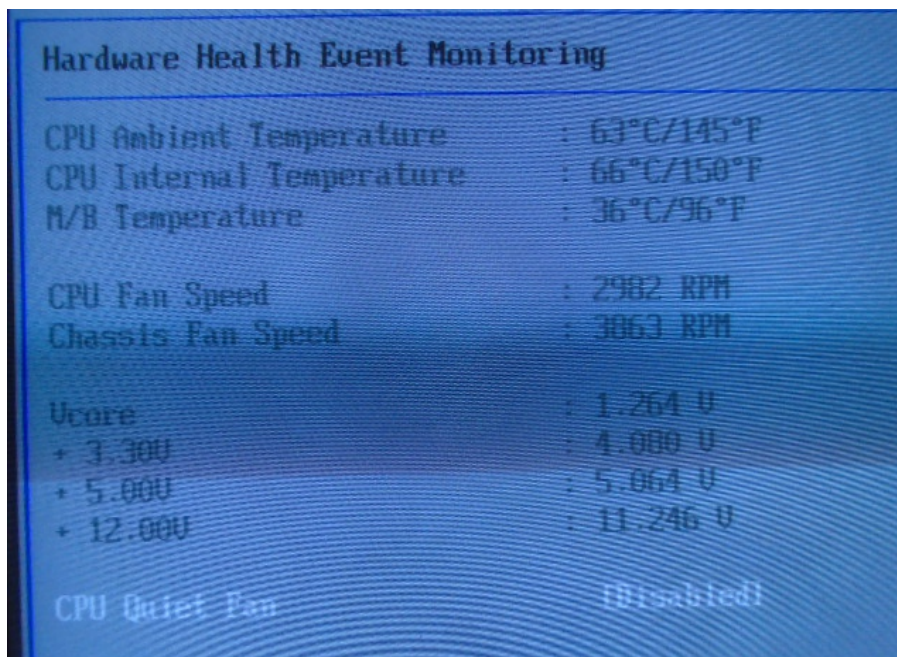 Hardware Health Event Monitoring
CPU Ambient Temperature : 63°C/145°F
CPU Internal Temperature : 66°C/150°F
M/B Temperature : 36°C/96°F
CPU Fan Speed : 2982 RPM
Chassis Fan Speed : 3063 RPM
Vcore : 1.264 V
+ 3.30V : 4.080 V
+ 5.00V : 5.064 V
+ 12.00V : 11.246 V
CPU Quiet Fan [Disabled]